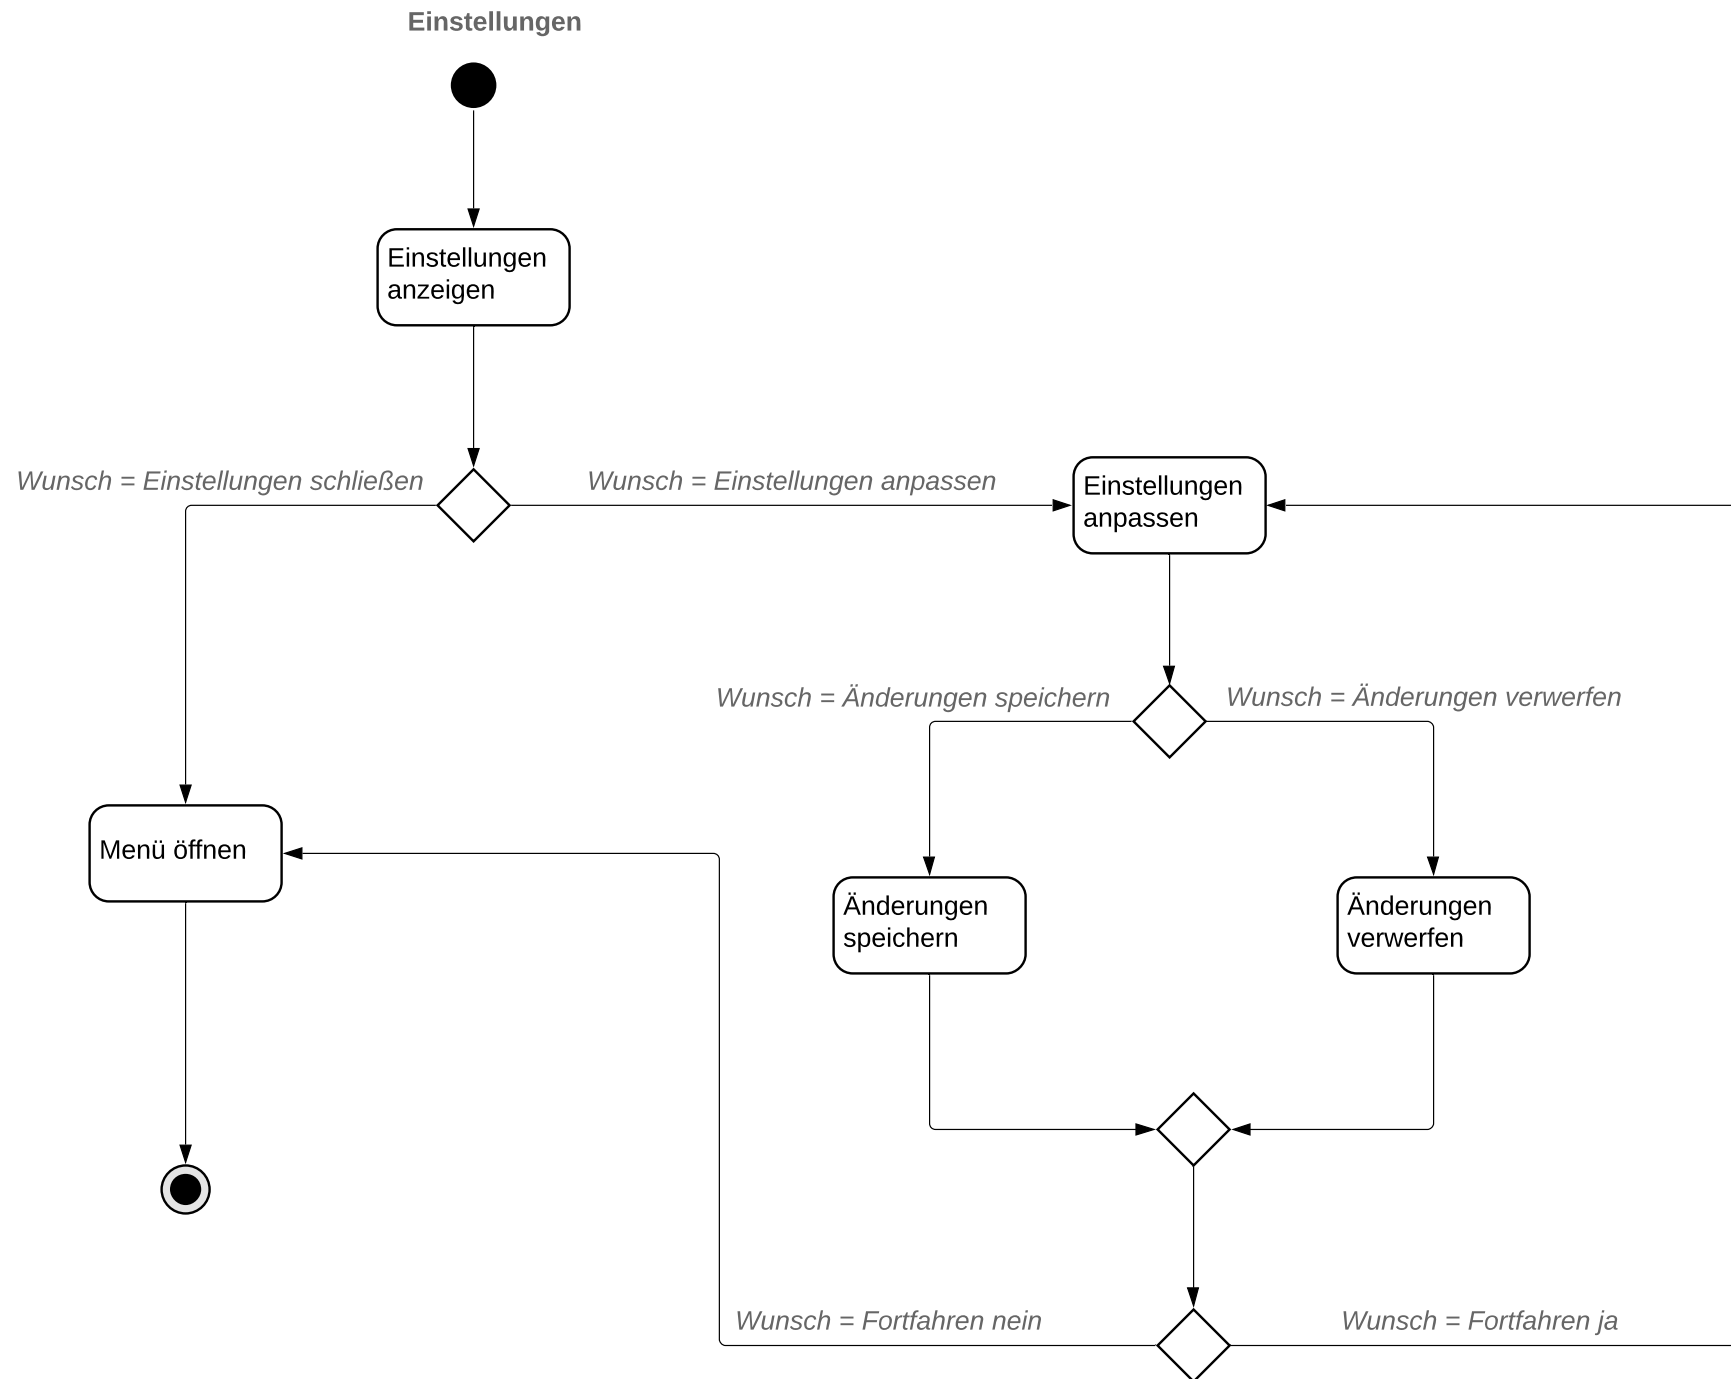 Einstellungen
Einstellungen
anzeigen
Wunsch = Einstellungen schließen
Wunsch = Einstellungen anpassen
Einstellungen
anpassen
Wunsch = Änderungen speichern
Wunsch = Änderungen verwerfen
Menü öffnen
Änderungen
speichern
Änderungen
verwerfen
Wunsch = Fortfahren nein
Wunsch = Fortfahren ja